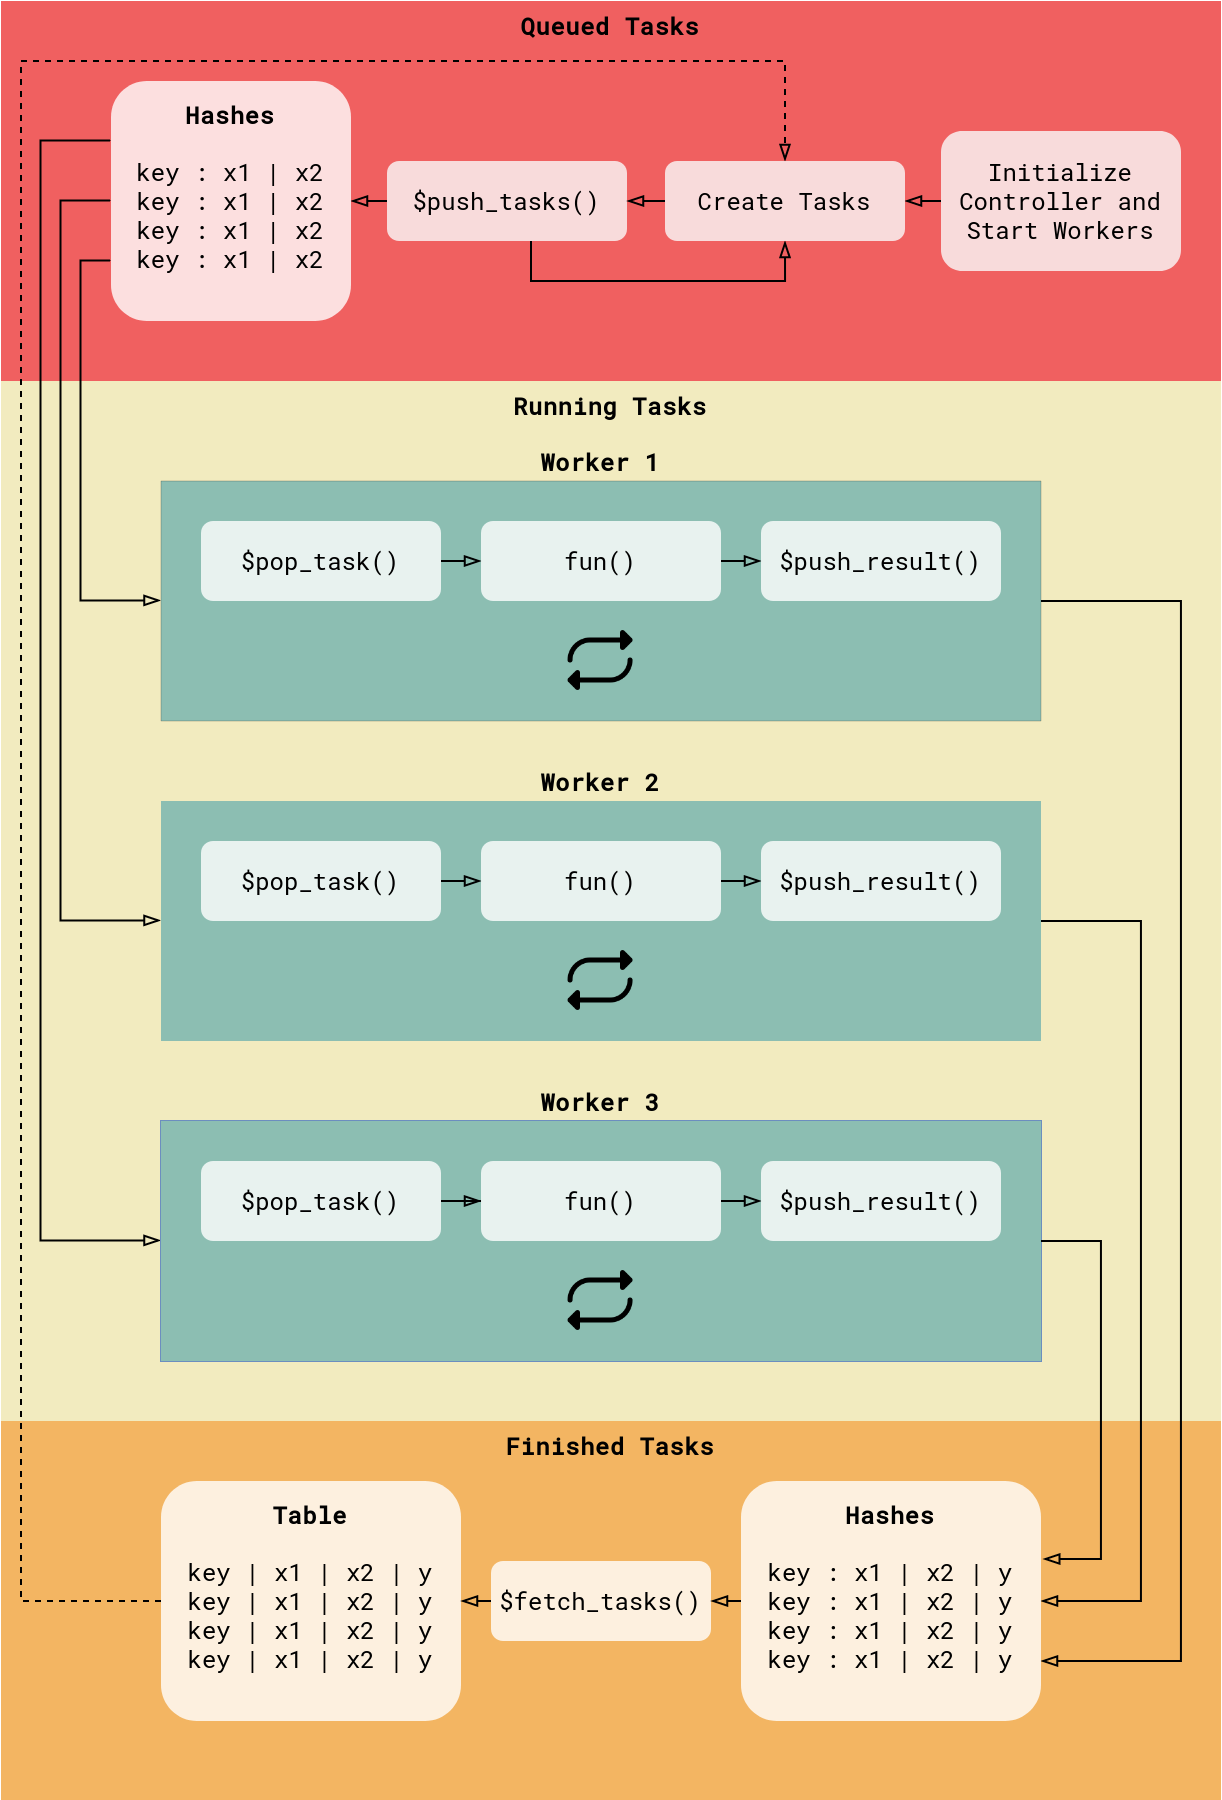 Queued Tasks
Hashes
key : x1 | x2
key : x1 | x2
key : x1 | x2
key : x1 | x2
$push_tasks()
Create Tasks
Initialize
Controller and
Start Workers
Running Tasks
Worker 1
$pop_task()
fun()
$push_result()
Worker 2
$pop_task()
fun()
$push_result()
Worker 3
$pop_task()
fun()
$push_result()
Finished Tasks
Table
key | x1 | x2 | y
key | x1 | x2 | y
key | x1 | x2 | y
key | x1 | x2 | y
$fetch_tasks()
Hashes
key : x1 | x2 | y
key : x1 | x2 | y
key : x1 | x2 | y
key : x1 | x2 | y